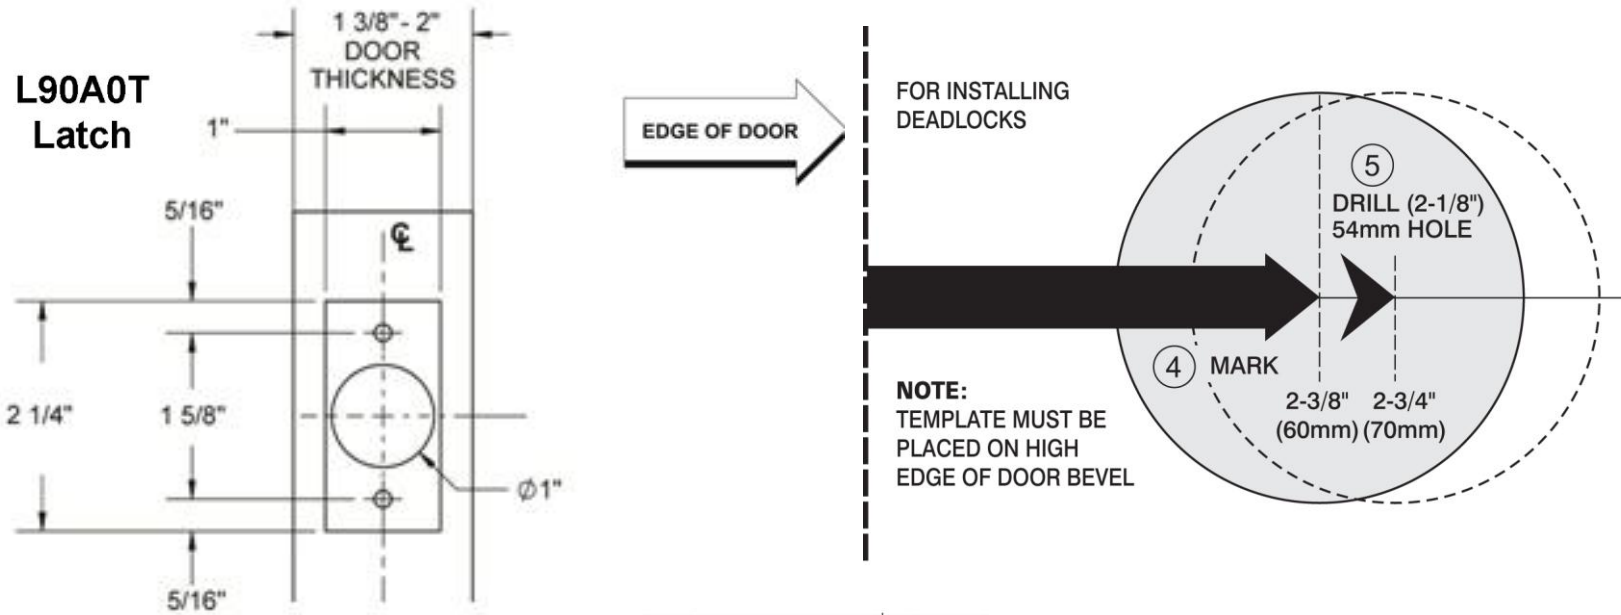 L90A0T
Latch
1 3/8"- 2"
DOOR
THICKNESS
1"
5/16"
℄
2 1/4"
1 5/8"
Ø1"
5/16"
EDGE OF DOOR
FOR INSTALLING
DEADLOCKS
5
DRILL (2-1/8")
54mm HOLE
4 MARK
2-3/8" 2-3/4"
(60mm) (70mm)
NOTE:
TEMPLATE MUST BE
PLACED ON HIGH
EDGE OF DOOR BEVEL